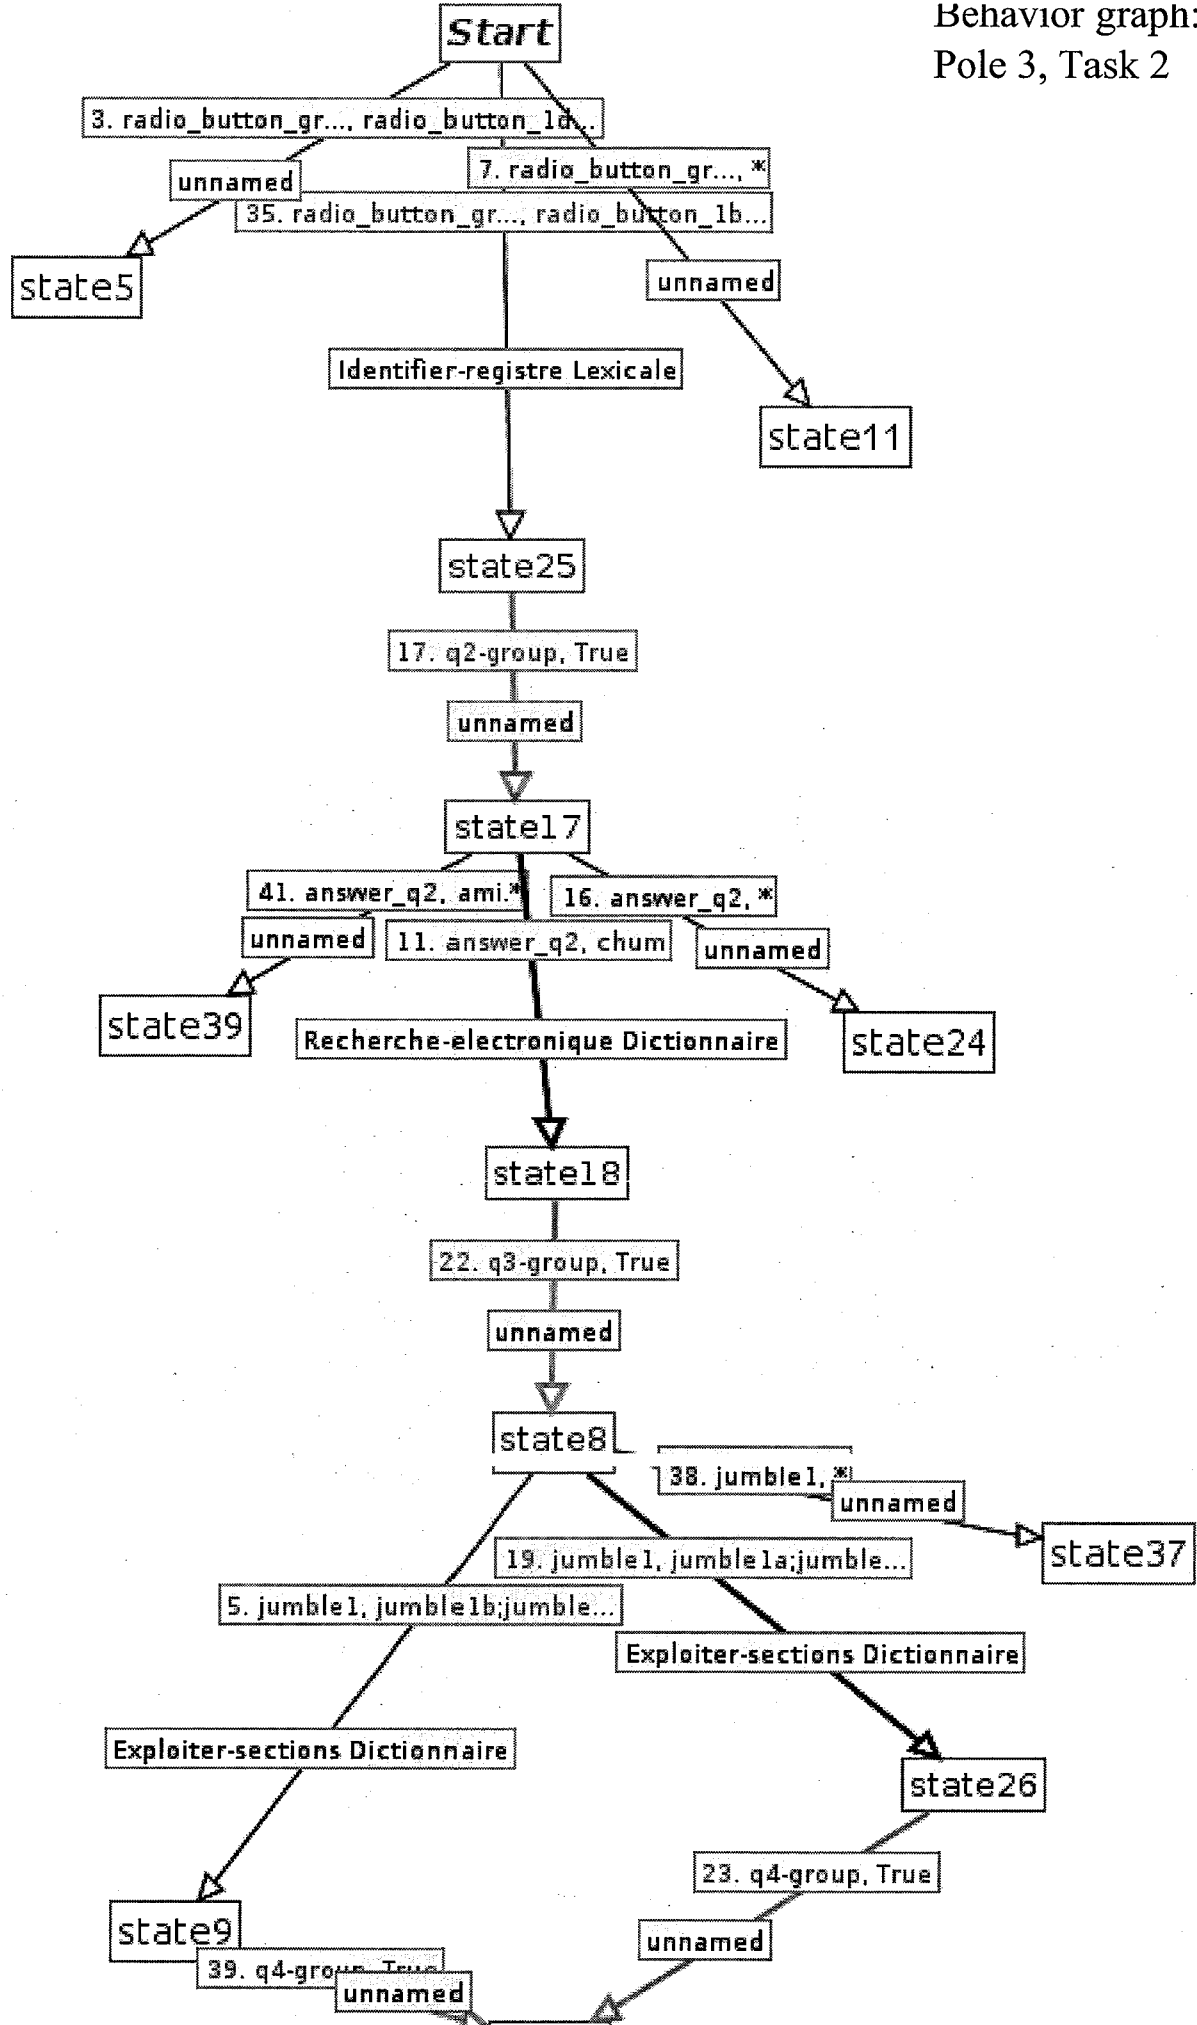 Behavior graph:
Pole 3, Task 2
Start
3. radio_button_gr..., radio_button_1d...
7. radio_button_gr..., *
unnamed
35. radio_button_gr..., radio_button_1b...
state5
unnamed
Identifier-registre Lexicale
state11
state25
17. q2-group, True
unnamed
state17
41. answer_q2, ami.*
16. answer_q2, *
unnamed
11. answer_q2, chum
unnamed
state39
Recherche-electronique Dictionnaire
state24
state18
22. q3-group, True
unnamed
state8
38. jumble1, *
unnamed
19. jumble1, jumble1a;jumble...
state37
5. jumble1, jumble1b;jumble...
Exploiter-sections Dictionnaire
Exploiter-sections Dictionnaire
state26
23. q4-group, True
state9
unnamed
39. q4-group, True
unnamed